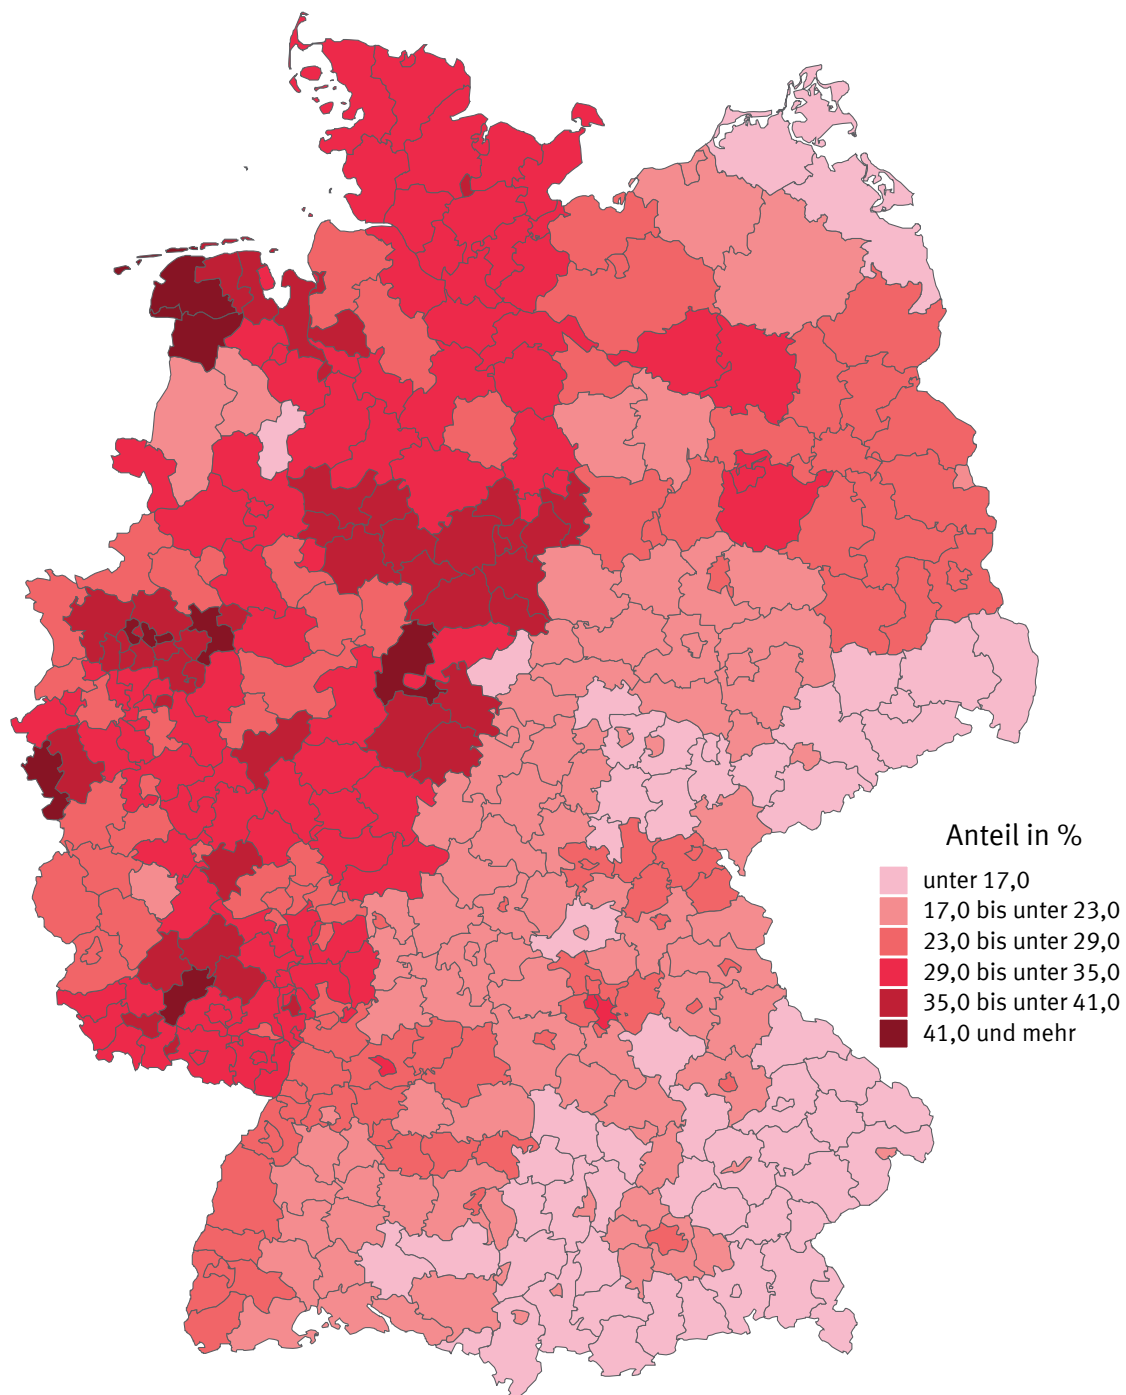 Anteil in %
unter 17,0
17,0 bis unter 23,0
23,0 bis unter 29,0
29,0 bis unter 35,0
35,0 bis unter 41,0
41,0 und mehr